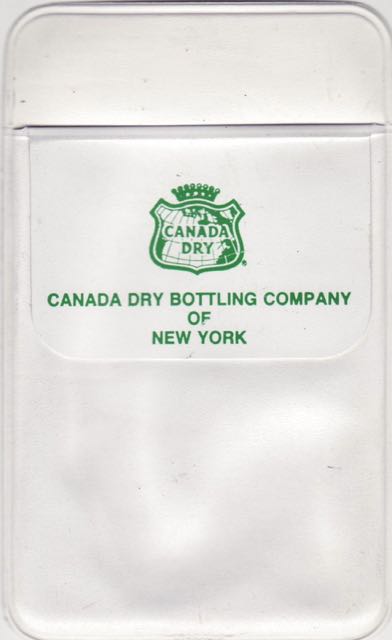 CANADA
DRY
CANADA DRY BOTTLING COMPANY
OF
NEW YORK